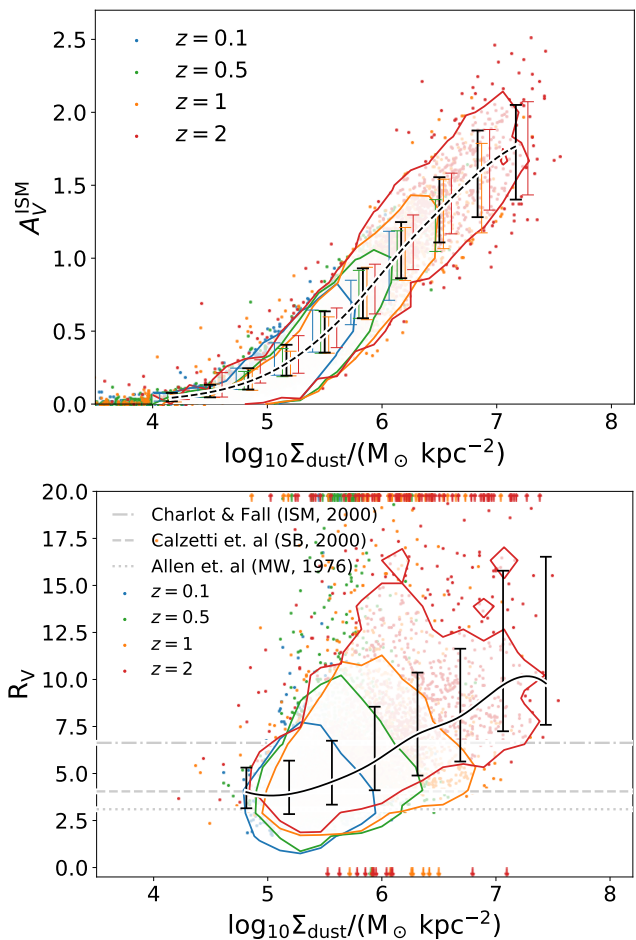 2.5
2.0
1.5
1.0
0.5
0.0
A_V^ISM
z = 0.1
z = 0.5
z = 1
z = 2
4 5 6 7 8
log₁₀Σ_dust/(M⊙ kpc⁻²)
20.0
17.5
15.0
12.5
10.0
7.5
5.0
2.5
0.0
R_V
Charlot & Fall (ISM, 2000)
Calzetti et. al (SB, 2000)
Allen et. al (MW, 1976)
z = 0.1
z = 0.5
z = 1
z = 2
4 5 6 7 8
log₁₀Σ_dust/(M⊙ kpc⁻²)